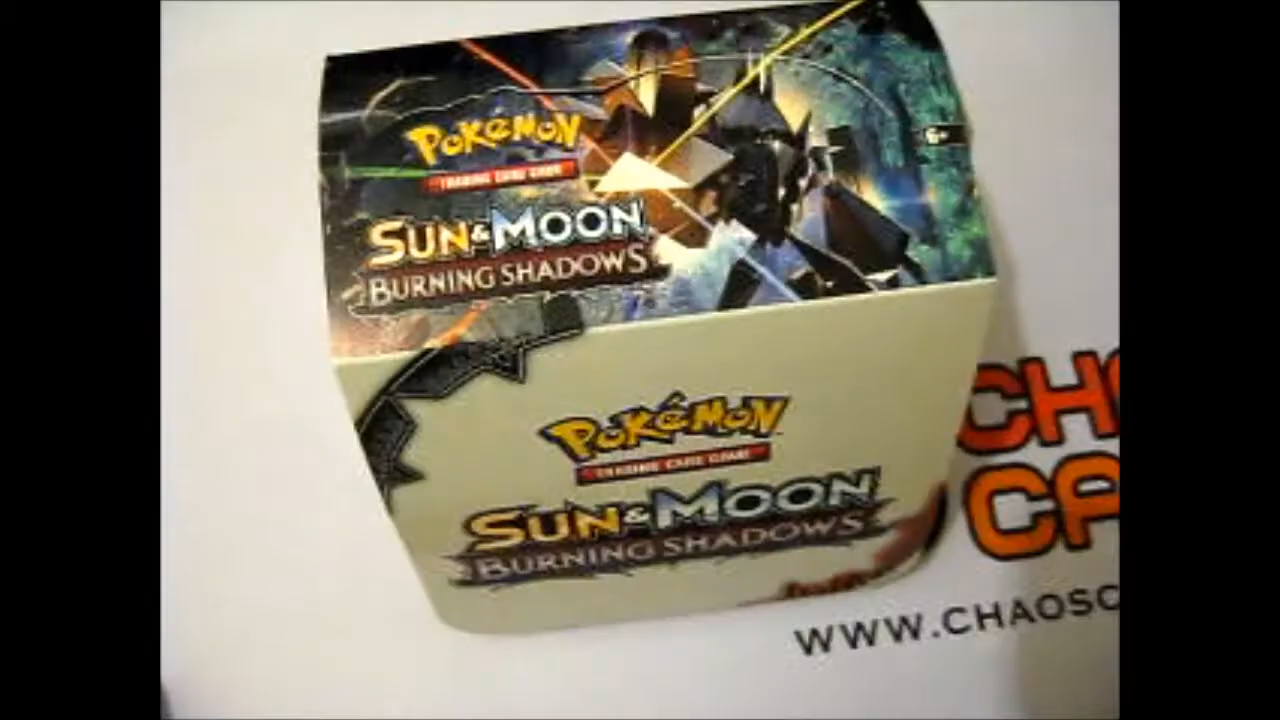 POKéMON
TRADING CARD GAME
SUN & MOON
BURNING SHADOWS
6+
POKéMON
TRADING CARD GAME
SUN & MOON
BURNING SHADOWS
CHA
CA
WWW.CHAOSC